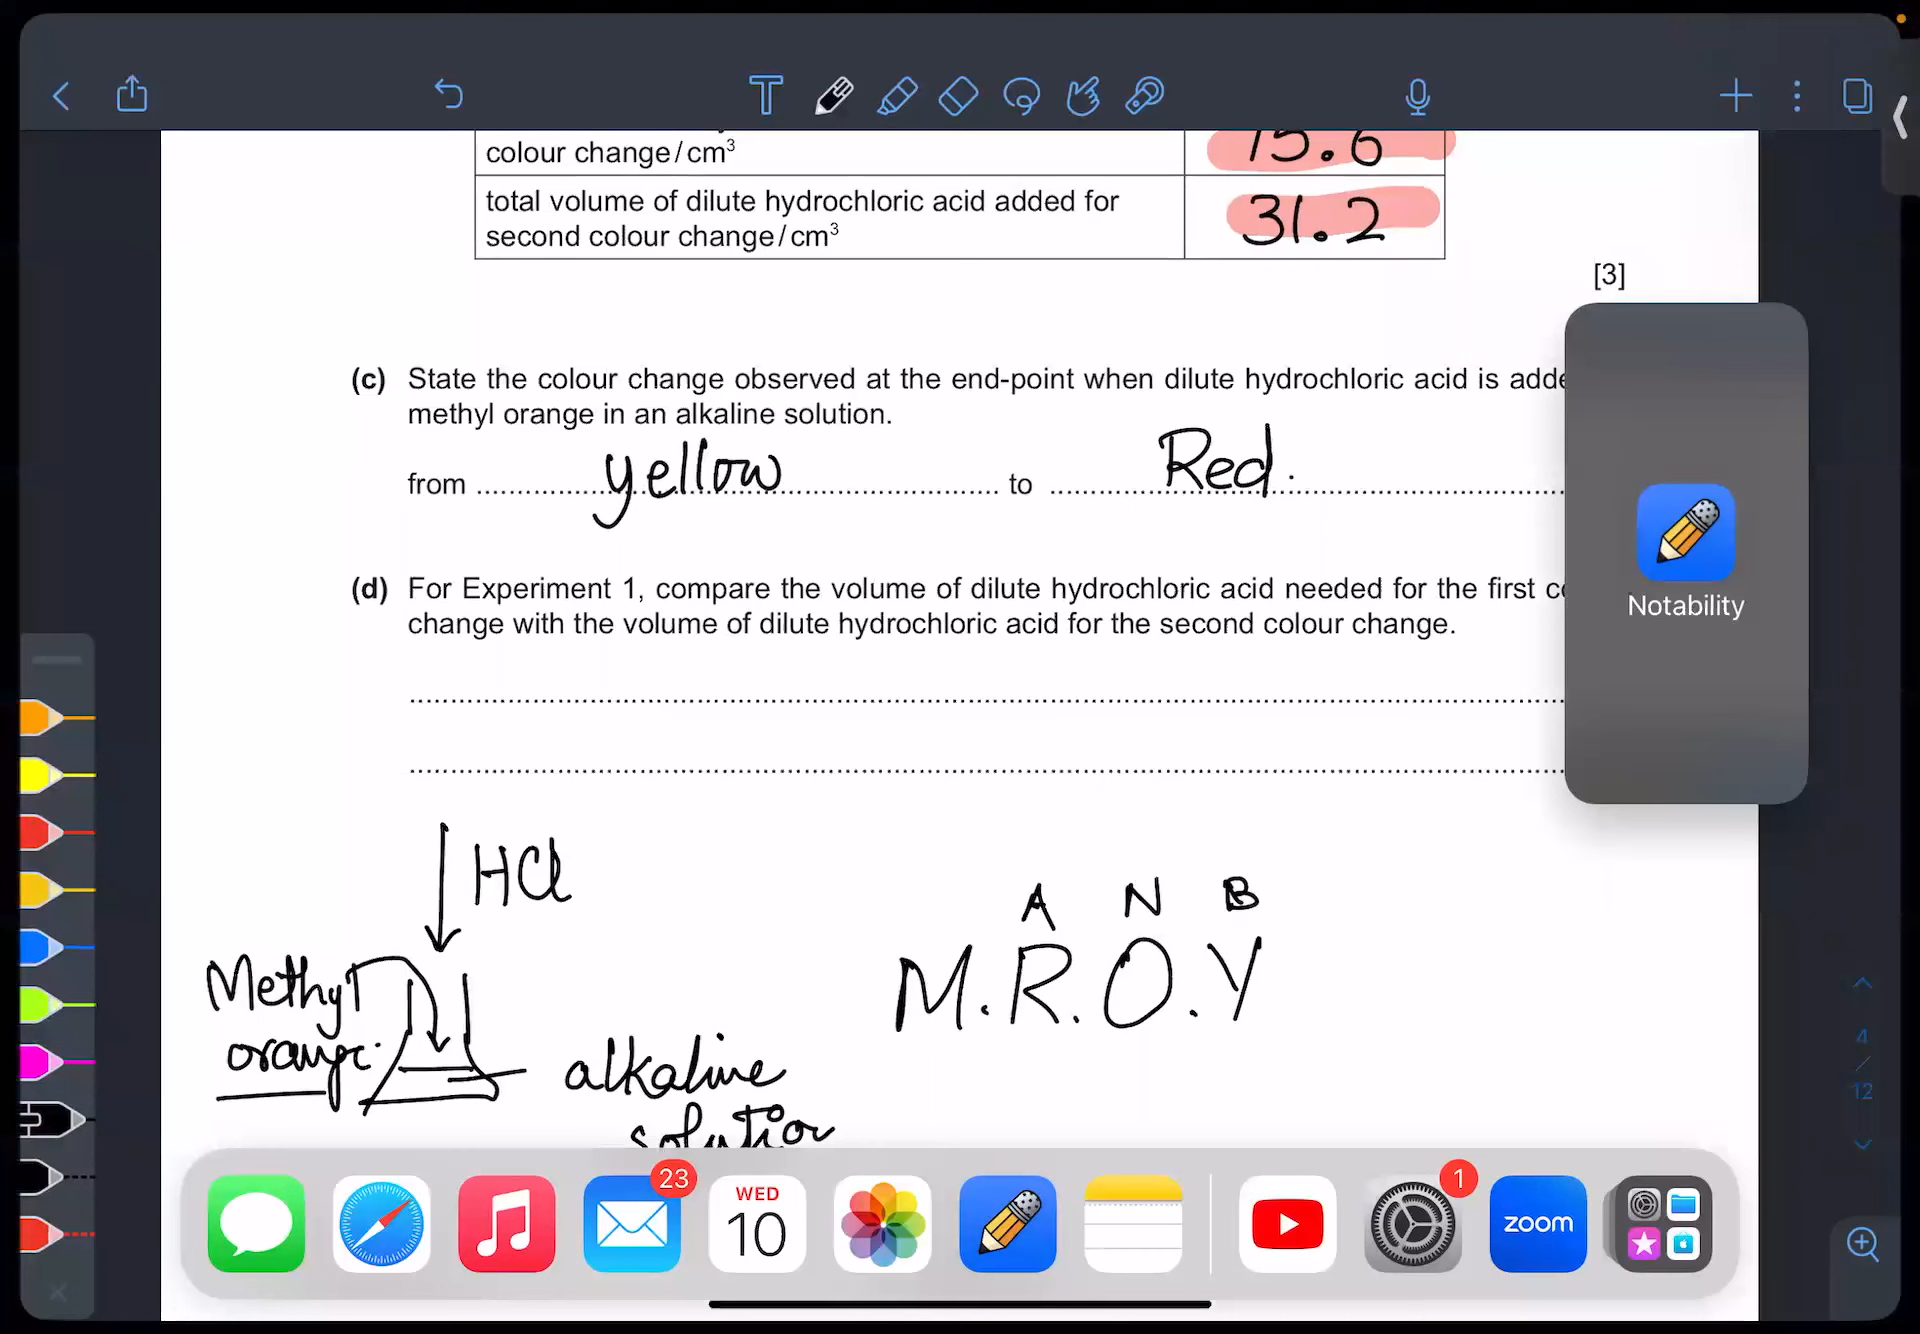 colour change/cm³
15.6
total volume of dilute hydrochloric acid added for
second colour change/cm³
31.2
[3]
(c) State the colour change observed at the end-point when dilute hydrochloric acid is adde
methyl orange in an alkaline solution.
from yellow to Red.
(d) For Experiment 1, compare the volume of dilute hydrochloric acid needed for the first co
change with the volume of dilute hydrochloric acid for the second colour change.
Notability
HCl
A N B
M.R.O.Y
Methyl
orange.
alkaline
solution
4
/
12
23
WED
10
1
zoom